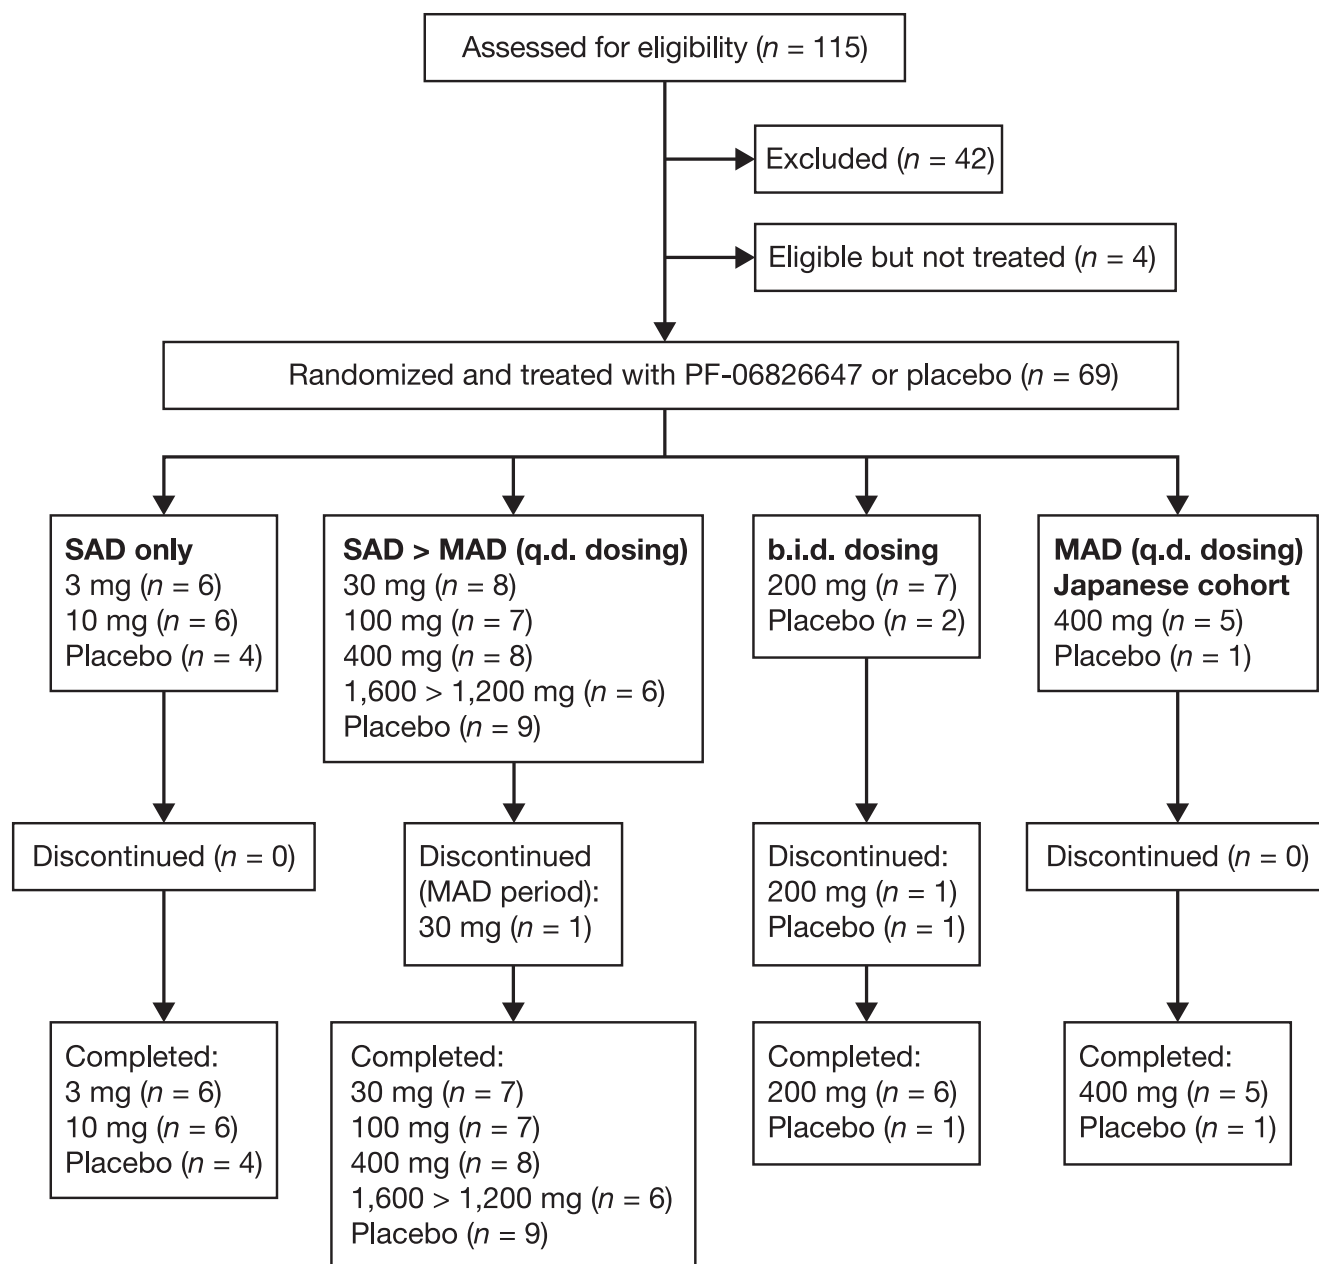 Assessed for eligibility (n = 115)
Excluded (n = 42)
Eligible but not treated (n = 4)
Randomized and treated with PF-06826647 or placebo (n = 69)
SAD only
3 mg (n = 6)
10 mg (n = 6)
Placebo (n = 4)
SAD > MAD (q.d. dosing)
30 mg (n = 8)
100 mg (n = 7)
400 mg (n = 8)
1,600 > 1,200 mg (n = 6)
Placebo (n = 9)
b.i.d. dosing
200 mg (n = 7)
Placebo (n = 2)
MAD (q.d. dosing)
Japanese cohort
400 mg (n = 5)
Placebo (n = 1)
Discontinued (n = 0)
Discontinued
(MAD period):
30 mg (n = 1)
Discontinued:
200 mg (n = 1)
Placebo (n = 1)
Discontinued (n = 0)
Completed:
3 mg (n = 6)
10 mg (n = 6)
Placebo (n = 4)
Completed:
30 mg (n = 7)
100 mg (n = 7)
400 mg (n = 8)
1,600 > 1,200 mg (n = 6)
Placebo (n = 9)
Completed:
200 mg (n = 6)
Placebo (n = 1)
Completed:
400 mg (n = 5)
Placebo (n = 1)